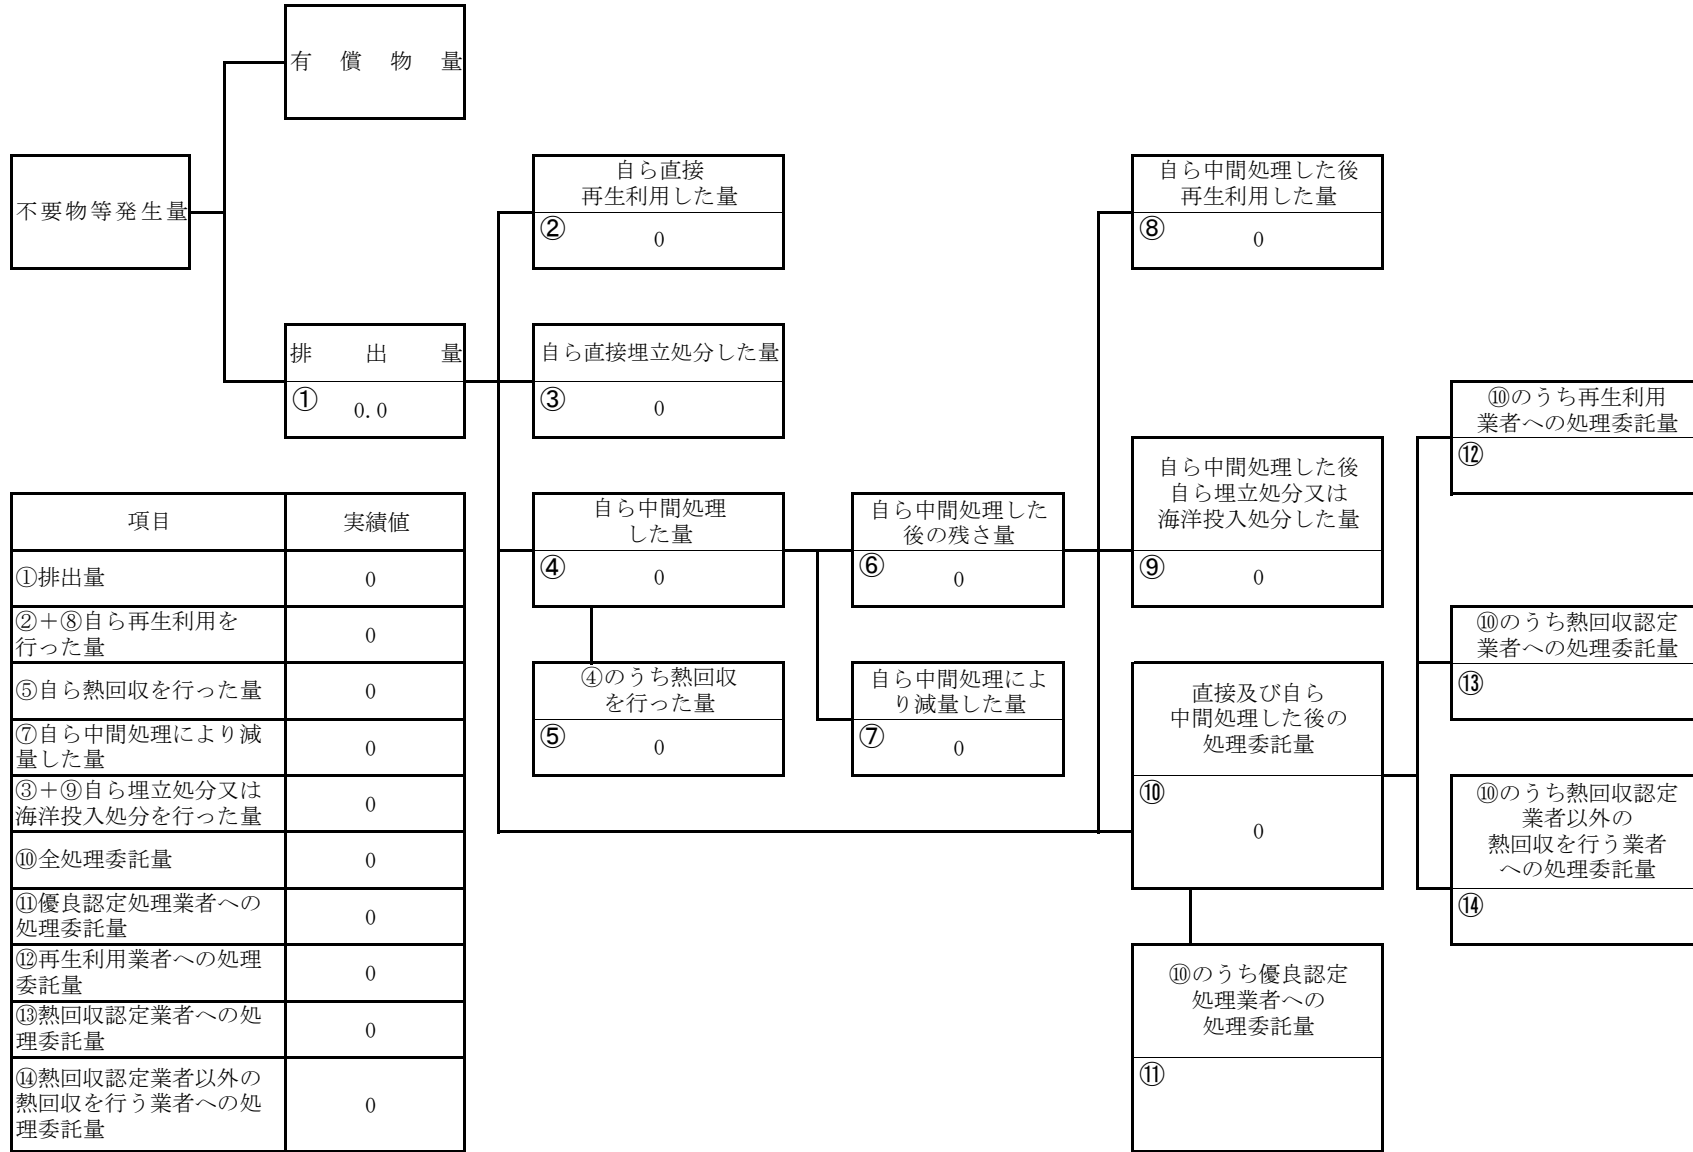 有償物量
不要物等発生量
自ら直接
再生利用した量
②
0
自ら中間処理した後
再生利用した量
⑧
0
排出量
①
0.0
自ら直接埋立処分した量
③
0
⑩のうち再生利用
業者への処理委託量
⑫
自ら中間処理した後
自ら埋立処分又は
海洋投入処分した量
⑨
0
自ら中間処理
した量
④
0
自ら中間処理した
後の残さ量
⑥
0
⑩のうち熱回収認定
業者への処理委託量
⑬
④のうち熱回収
を行った量
⑤
0
自ら中間処理によ
り減量した量
⑦
0
直接及び自ら
中間処理した後の
処理委託量
⑩
0
⑩のうち熱回収認定
業者以外の
熱回収を行う業者
への処理委託量
⑭
⑩のうち優良認定
処理業者への
処理委託量
⑪
項目 実績値
①排出量 0
②＋⑧自ら再生利用を
行った量 0
⑤自ら熱回収を行った量 0
⑦自ら中間処理により減
量した量 0
③＋⑨自ら埋立処分又は
海洋投入処分を行った量 0
⑩全処理委託量 0
⑪優良認定処理業者への
処理委託量 0
⑫再生利用業者への処理
委託量 0
⑬熱回収認定業者への処
理委託量 0
⑭熱回収認定業者以外の
熱回収を行う業者への処
理委託量 0